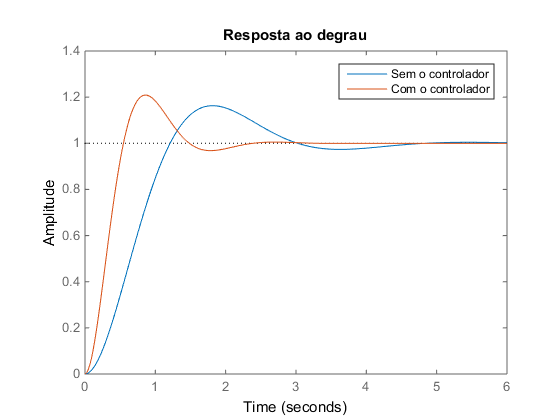 Resposta ao degrau
1.4
Sem o controlador
Com o controlador
1.2
1
0.8
0.6
0.4
0.2
0
Amplitude
0 1 2 3 4 5 6
Time (seconds)